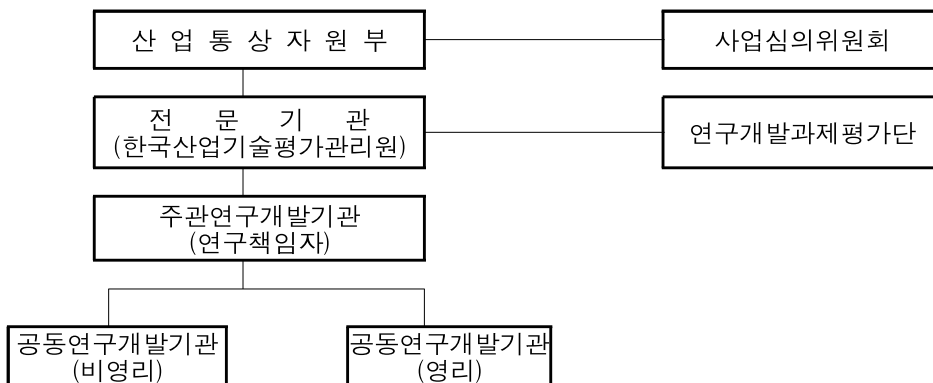 산 업 통 상 자 원 부
사업심의위원회
전 문 기 관
(한국산업기술평가관리원)
연구개발과제평가단
주관연구개발기관
(연구책임자)
공동연구개발기관
(비영리)
공동연구개발기관
(영리)